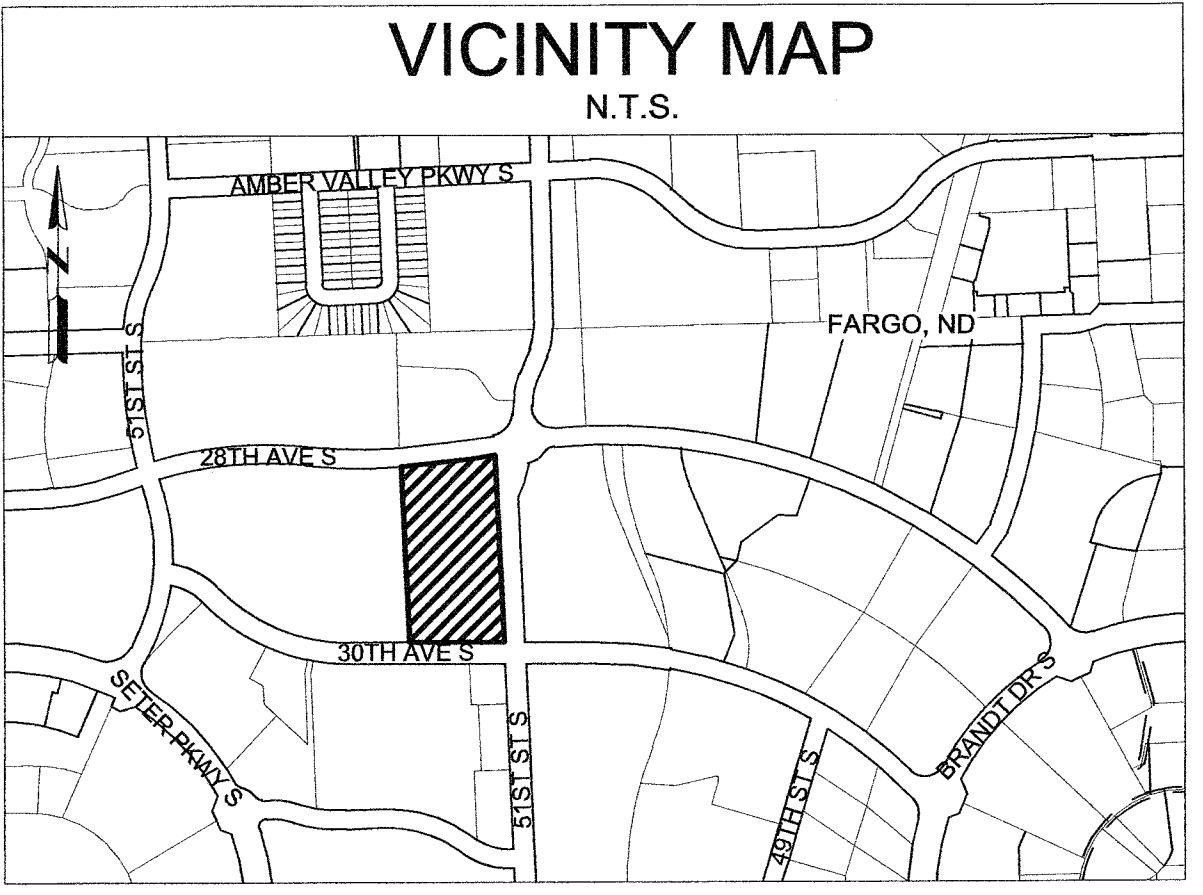 VICINITY MAP
N.T.S.
AMBER VALLEY PKWY S
N
FARGO, ND
51ST ST S
28TH AVE S
30TH AVE S
SETER PKWY S
51ST ST S
49TH ST S
BRANDT DR S